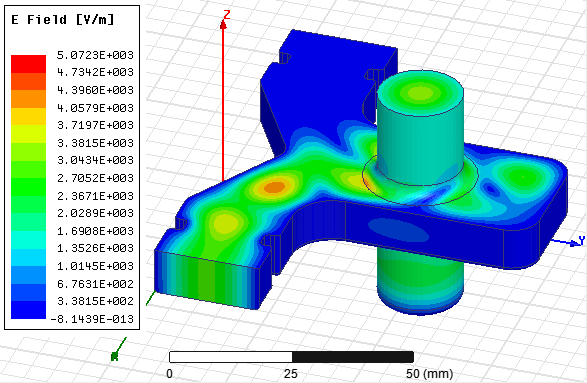 E Field [V/m]
5.0723E+003
4.7342E+003
4.3960E+003
4.0579E+003
3.7197E+003
3.3815E+003
3.0434E+003
2.7052E+003
2.3671E+003
2.0289E+003
1.6908E+003
1.3526E+003
1.0145E+003
6.7631E+002
3.3815E+002
-8.1439E-013
Z
Y
0
25
50 (mm)